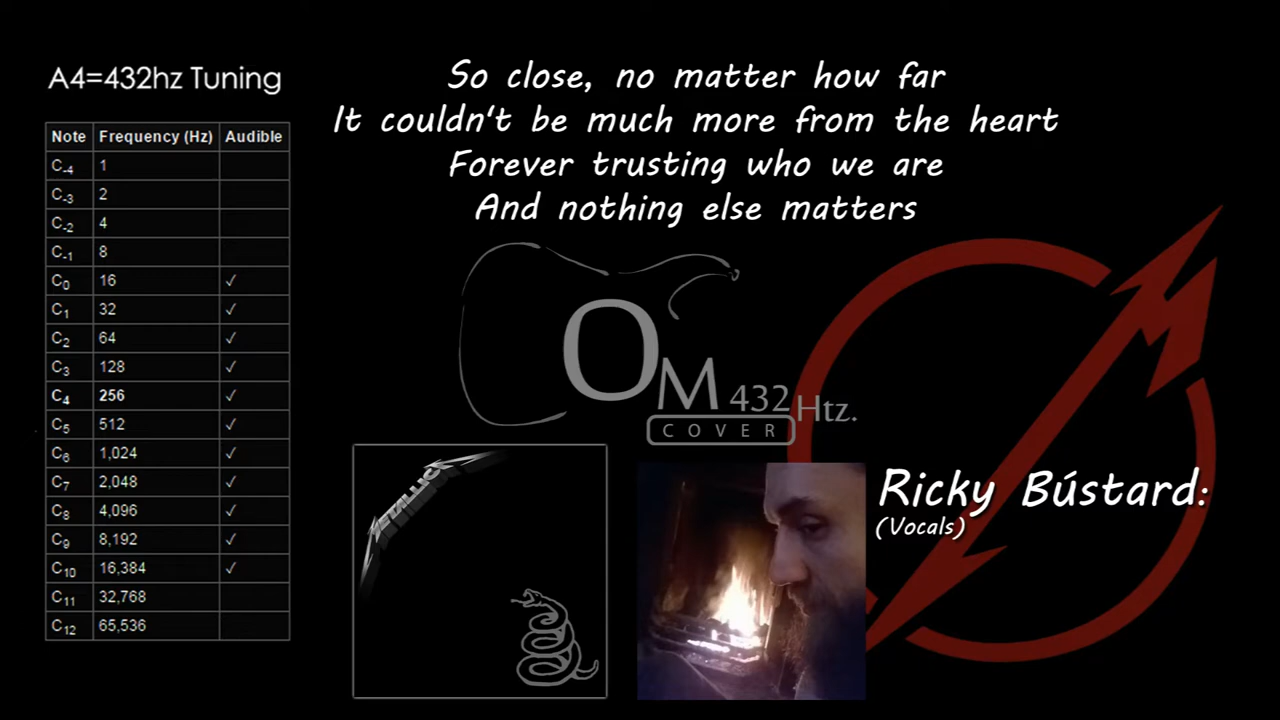 A4=432hz Tuning
Note Frequency (Hz) Audible
C-4 1
C-3 2
C-2 4
C-1 8
C0 16 ✓
C1 32 ✓
C2 64 ✓
C3 128 ✓
C4 256 ✓
C5 512 ✓
C6 1,024 ✓
C7 2,048 ✓
C8 4,096 ✓
C9 8,192 ✓
C10 16,384 ✓
C11 32,768
C12 65,536
So close, no matter how far
It couldn't be much more from the heart
Forever trusting who we are
And nothing else matters
OM 432 Htz.
COVER
METALLICA
Ricky Bústard:
(Vocals)